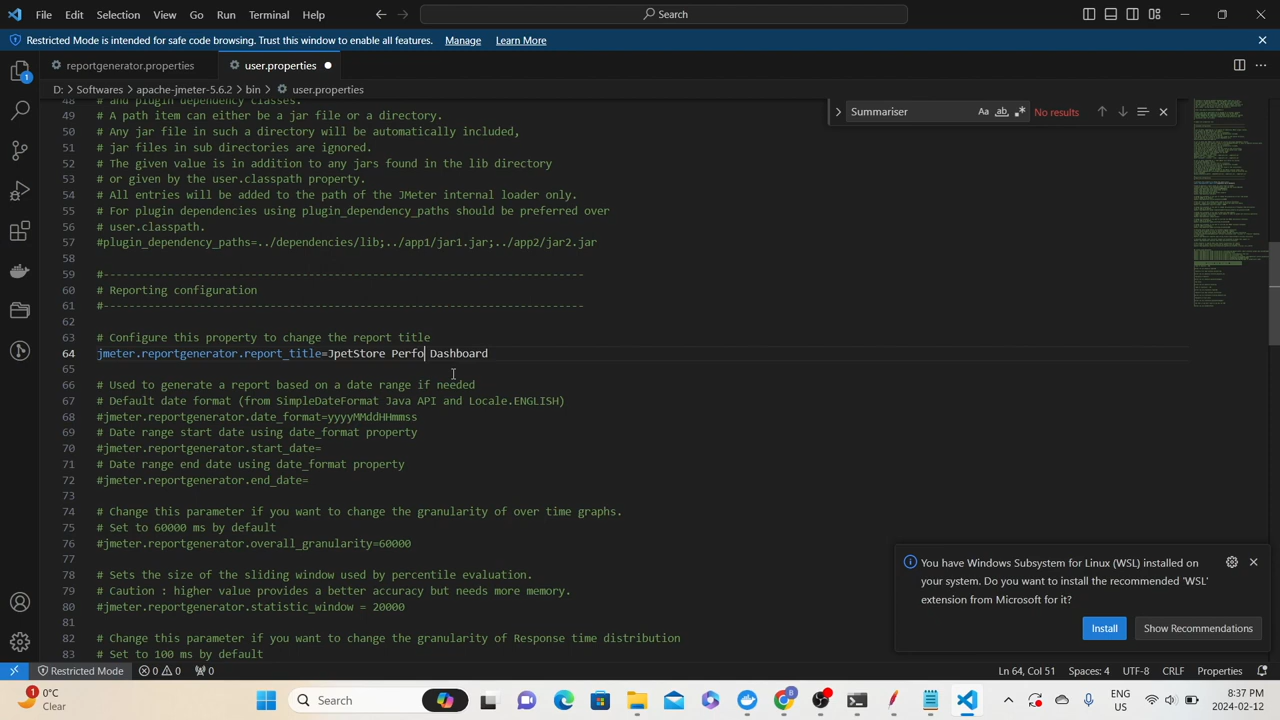 File Edit Selection View Go Run Terminal Help
Search
Restricted Mode is intended for safe code browsing. Trust this window to enable all features. Manage Learn More
reportgenerator.properties
user.properties
D: > Softwares > apache-jmeter-5.6.2 > bin > user.properties
Summariser
Aa
ab
No results
48 # and plugin dependency classes.
49 # A path item can either be a jar file or a directory.
50 # Any jar file in such a directory will be automatically included,
51 # jar files in sub directories are ignored.
52 # The given value is in addition to any jars found in the lib directory
53 # or given by the user.classpath property.
54 # All entries will be added to the path of the JMeter internal loader only.
55 # For plugin dependencies using plugin_dependency_paths should be preferred over
56 # user.classpath.
57 #plugin_dependency_paths=../dependencies/lib;../app1/jar1.jar;../app2/jar2.jar
58
59 #---------------------------------------------------------------------------
60 # Reporting configuration
61 #---------------------------------------------------------------------------
62
63 # Configure this property to change the report title
64 jmeter.reportgenerator.report_title=JpetStore Perfo Dashboard
65
66 # Used to generate a report based on a date range if needed
67 # Default date format (from SimpleDateFormat Java API and Locale.ENGLISH)
68 #jmeter.reportgenerator.date_format=yyyyMMddHHmmss
69 # Date range start date using date_format property
70 #jmeter.reportgenerator.start_date=
71 # Date range end date using date_format property
72 #jmeter.reportgenerator.end_date=
73
74 # Change this parameter if you want to change the granularity of over time graphs.
75 # Set to 60000 ms by default
76 #jmeter.reportgenerator.overall_granularity=60000
77
78 # Sets the size of the sliding window used by percentile evaluation.
79 # Caution : higher value provides a better accuracy but needs more memory.
80 #jmeter.reportgenerator.statistic_window = 20000
81
82 # Change this parameter if you want to change the granularity of Response time distribution
83 # Set to 100 ms by default
You have Windows Subsystem for Linux (WSL) installed on
your system. Do you want to install the recommended 'WSL'
extension from Microsoft for it?
Install
Show Recommendations
Restricted Mode
0 0
0
Ln 64, Col 51
Spaces: 4
UTF-8
CRLF
Properties
1
0°C
Clear
Search
ENG
US
8:37 PM
2024-02-12